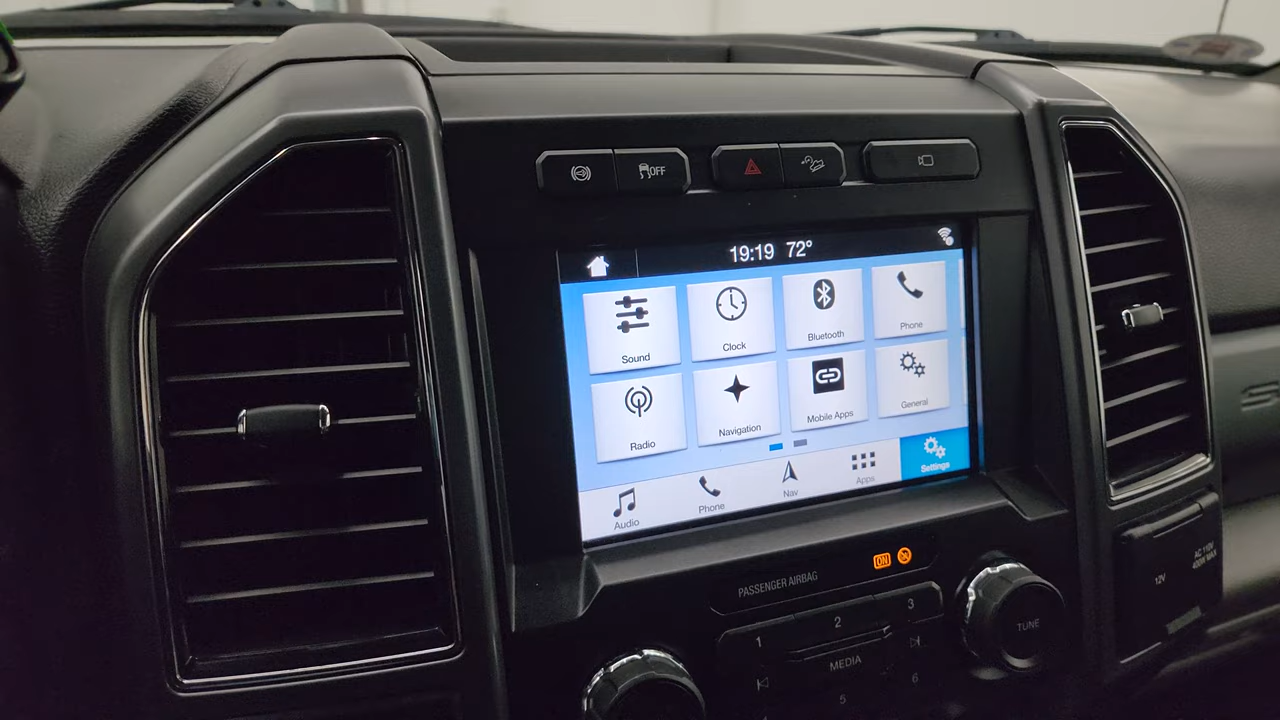 OFF
19:19 72°
Sound
Clock
Bluetooth
Phone
Radio
Navigation
Mobile Apps
General
Audio
Phone
Nav
Apps
Settings
PASSENGER AIRBAG
ON
1
2
3
MEDIA
5
6
TUNE
12V
AC 110V
400W MAX